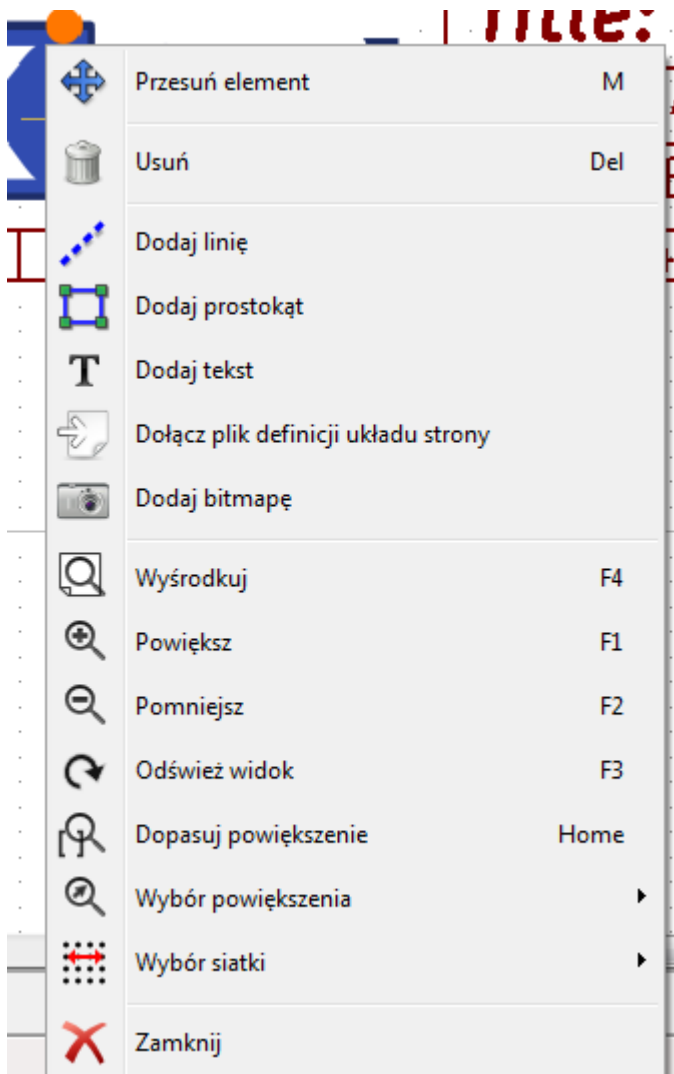 Title:
Przesuń element M
Usuń Del
Dodaj linię
Dodaj prostokąt
T Dodaj tekst
Dołącz plik definicji układu strony
Dodaj bitmapę
Wyśrodkuj F4
Powiększ F1
Pomniejsz F2
Odśwież widok F3
Dopasuj powiększenie Home
Wybór powiększenia
Wybór siatki
Zamknij